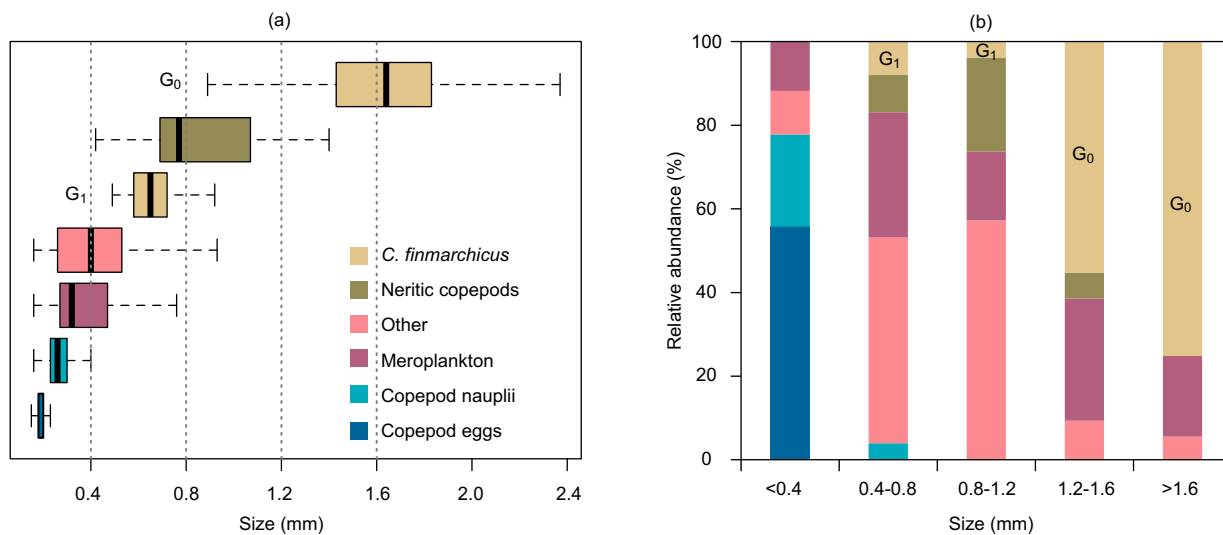 (a)
G0
G1
C. finmarchicus
Neritic copepods
Other
Meroplankton
Copepod nauplii
Copepod eggs
0.4 0.8 1.2 1.6 2.0 2.4
Size (mm)
(b)
Relative abundance (%)
100
80
60
40
20
0
G1
G1
G0
G0
<0.4 0.4-0.8 0.8-1.2 1.2-1.6 >1.6
Size (mm)